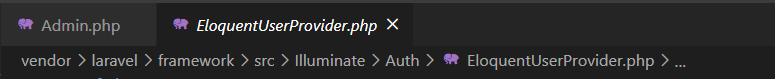 Admin.php EloquentUserProvider.php ×
vendor > laravel > framework > src > Illuminate > Auth > EloquentUserProvider.php > ...